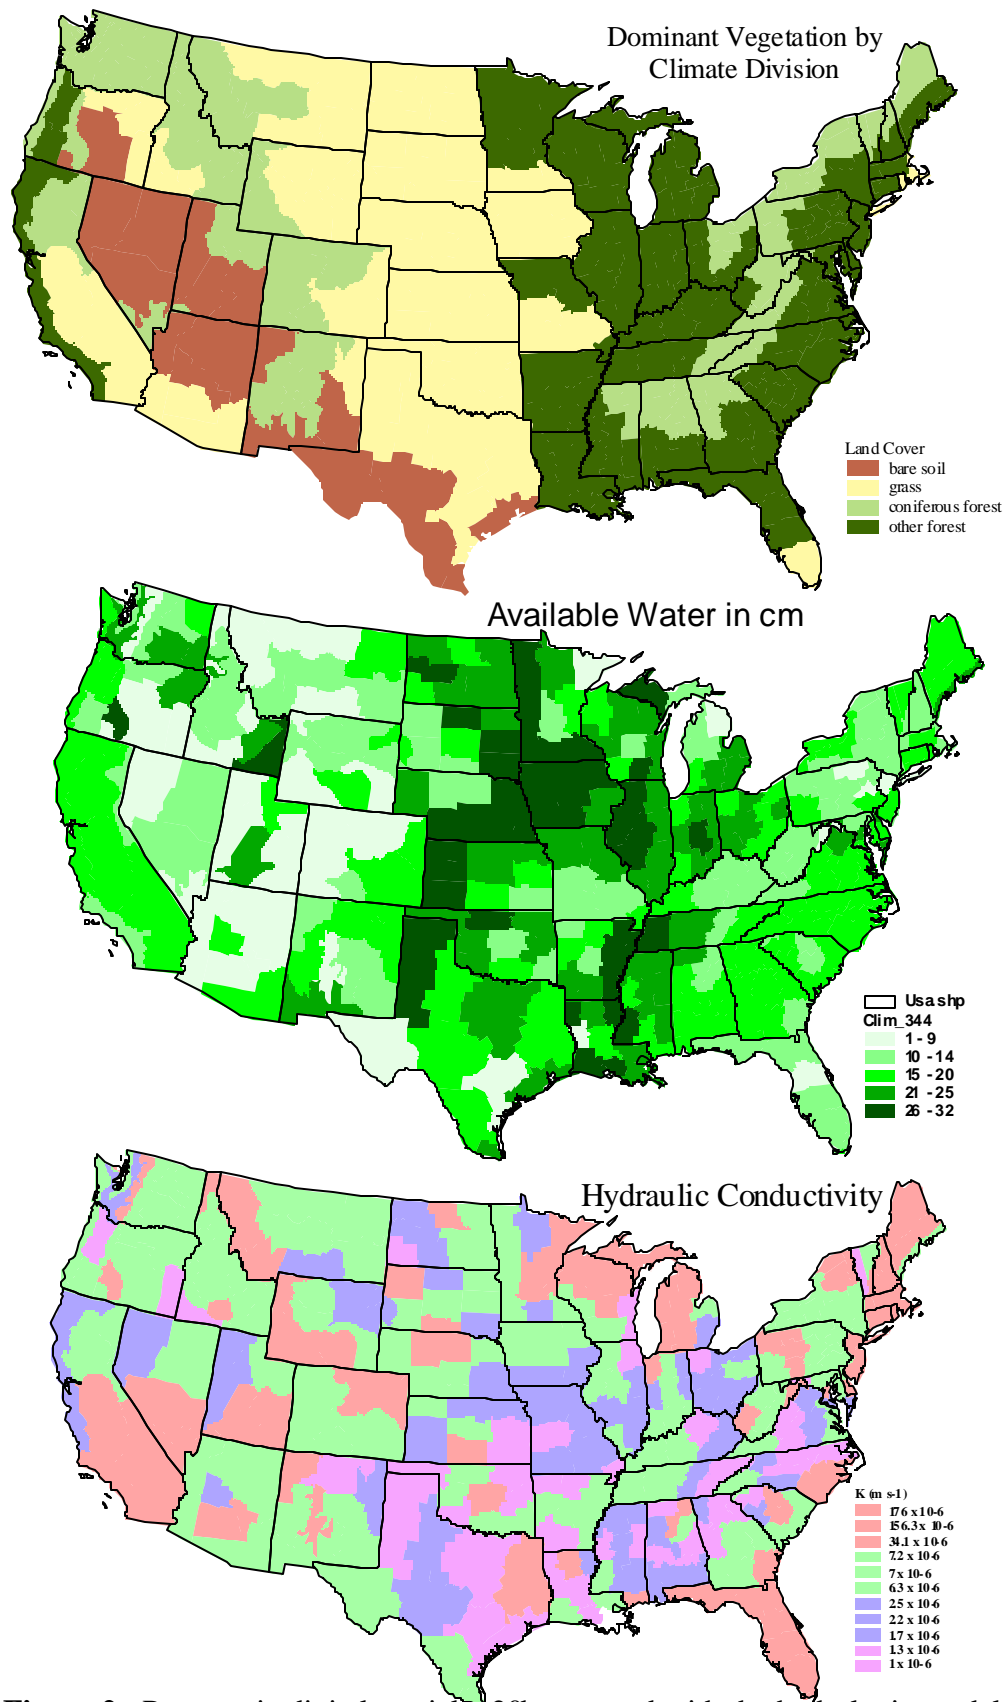 Dominant Vegetation by
Climate Division
Land Cover
bare soil
grass
coniferous forest
other forest
Available Water in cm
Usashp
Clim_344
1 - 9
10 - 14
15 - 20
21 - 25
26 - 32
Hydraulic Conductivity
K (m s-1)
176 x 10-6
156.3 x 10-6
34.1 x 10-6
7.2 x 10-6
7 x 10-6
6.3 x 10-6
2.5 x 10-6
2.2 x 10-6
1.7 x 10-6
1.3 x 10-6
1 x 10-6